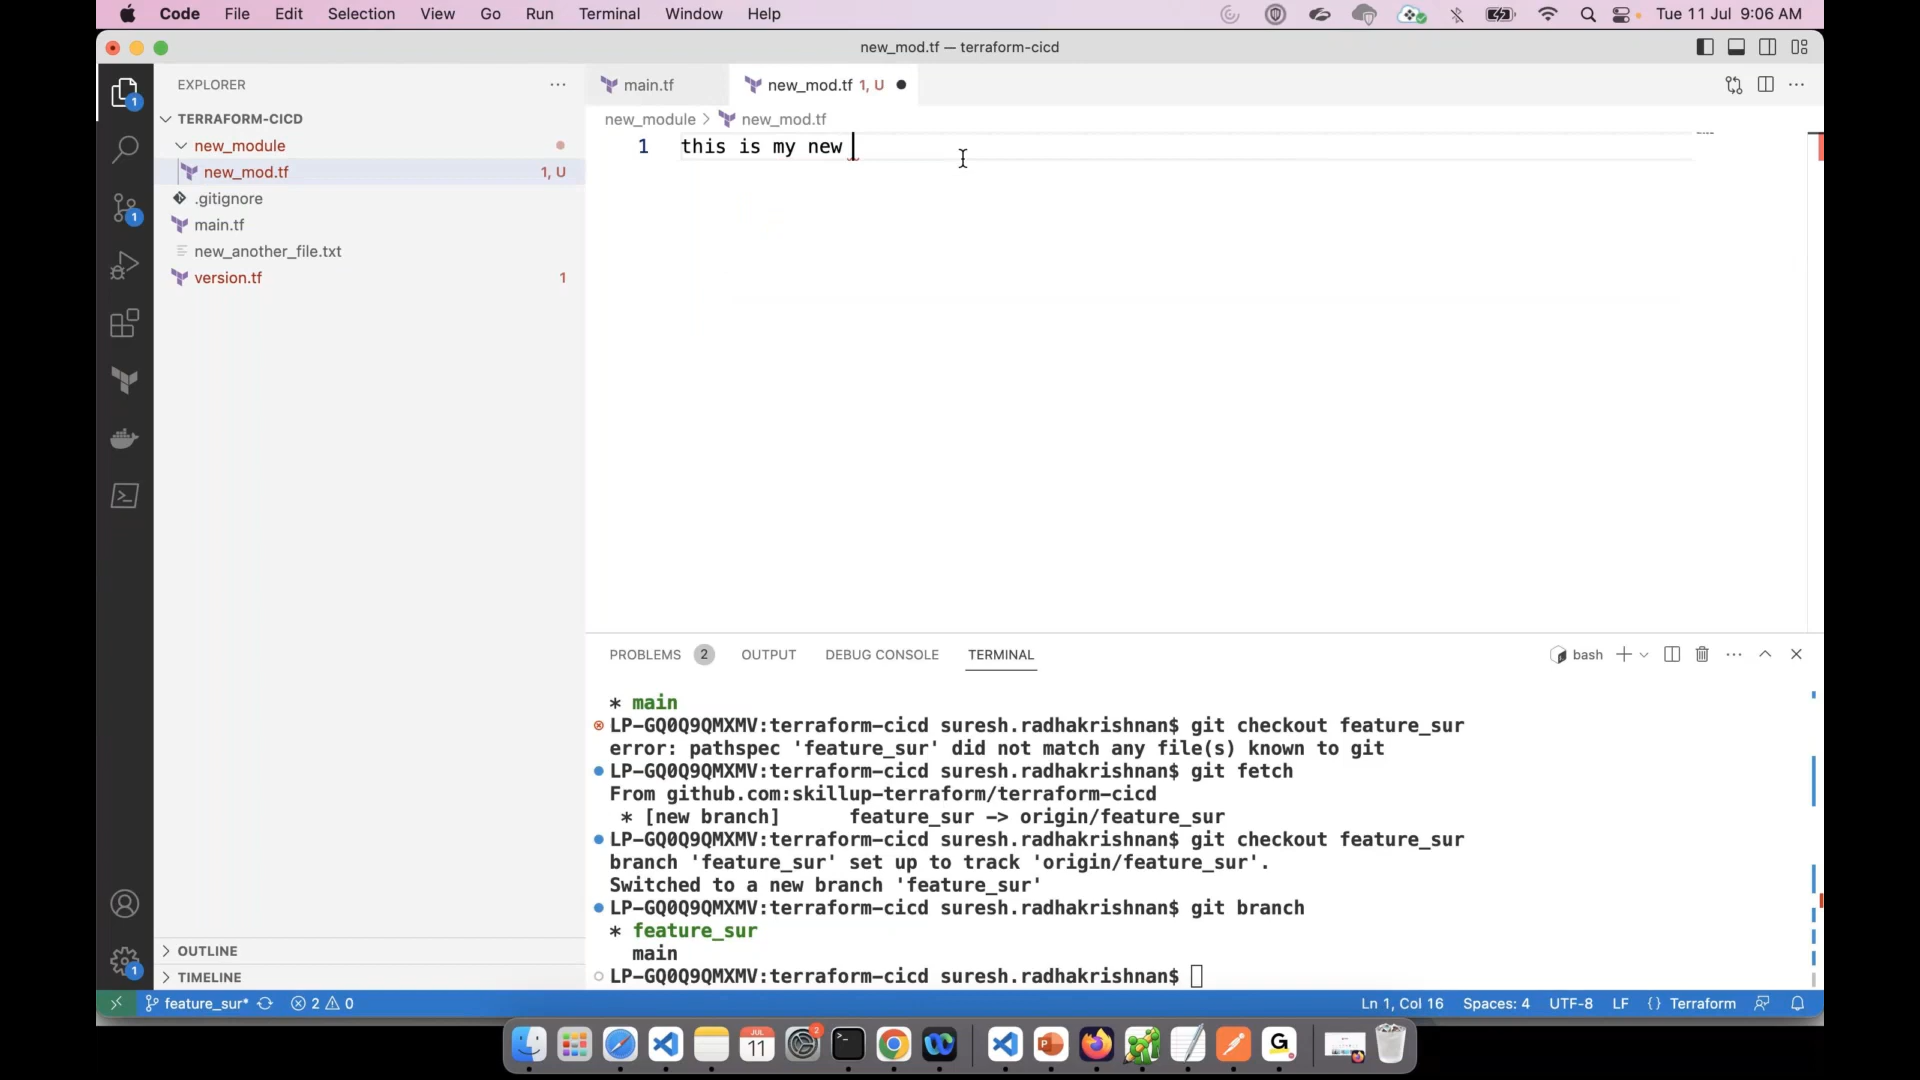 Code File Edit Selection View Go Run Terminal Window Help Tue 11 Jul 9:06 AM
new_mod.tf — terraform-cicd
EXPLORER
main.tf
new_mod.tf 1, U
TERRAFORM-CICD
new_module > new_mod.tf
new_module
1 this is my new
new_mod.tf 1, U
.gitignore
main.tf
new_another_file.txt
version.tf 1
PROBLEMS 2 OUTPUT DEBUG CONSOLE TERMINAL bash
* main
LP-GQ0Q9QMXMV:terraform-cicd suresh.radhakrishnan$ git checkout feature_sur
error: pathspec 'feature_sur' did not match any file(s) known to git
LP-GQ0Q9QMXMV:terraform-cicd suresh.radhakrishnan$ git fetch
From github.com:skillup-terraform/terraform-cicd
* [new branch] feature_sur -> origin/feature_sur
LP-GQ0Q9QMXMV:terraform-cicd suresh.radhakrishnan$ git checkout feature_sur
branch 'feature_sur' set up to track 'origin/feature_sur'.
Switched to a new branch 'feature_sur'
LP-GQ0Q9QMXMV:terraform-cicd suresh.radhakrishnan$ git branch
* feature_sur
main
LP-GQ0Q9QMXMV:terraform-cicd suresh.radhakrishnan$
OUTLINE
TIMELINE
feature_sur* 2 0 Ln 1, Col 16 Spaces: 4 UTF-8 LF {} Terraform
JUL
11
2